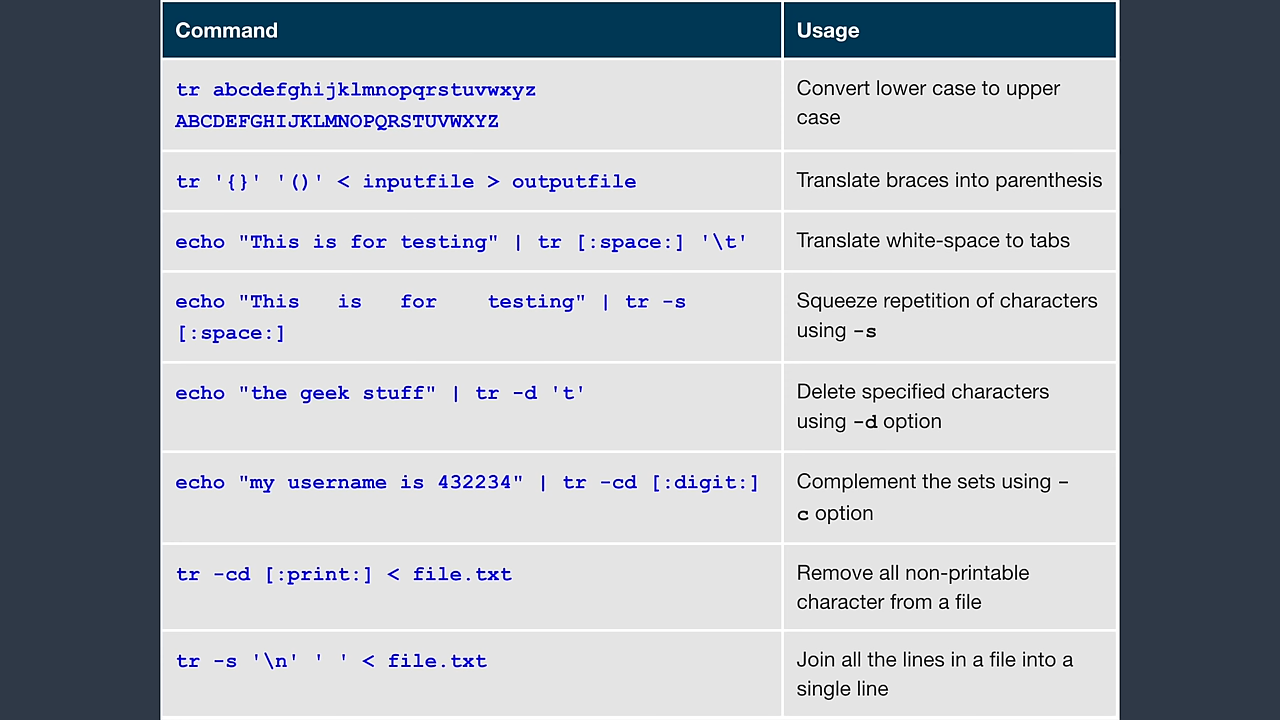 Command
Usage
tr abcdefghijklmnopqrstuvwxyz
ABCDEFGHIJKLMNOPQRSTUVWXYZ
Convert lower case to upper
case
tr '{}' '()' < inputfile > outputfile
Translate braces into parenthesis
echo "This is for testing" | tr [:space:] '\t'
Translate white-space to tabs
echo "This   is   for    testing" | tr -s
[:space:]
Squeeze repetition of characters
using -s
echo "the geek stuff" | tr -d 't'
Delete specified characters
using -d option
echo "my username is 432234" | tr -cd [:digit:]
Complement the sets using -
c option
tr -cd [:print:] < file.txt
Remove all non-printable
character from a file
tr -s '\n' ' ' < file.txt
Join all the lines in a file into a
single line